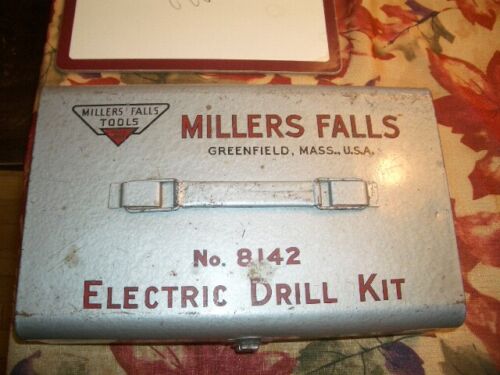 MILLERS FALLS
TOOLS
MILLERS FALLS
GREENFIELD, MASS., U.S.A.
No. 8142
ELECTRIC DRILL KIT